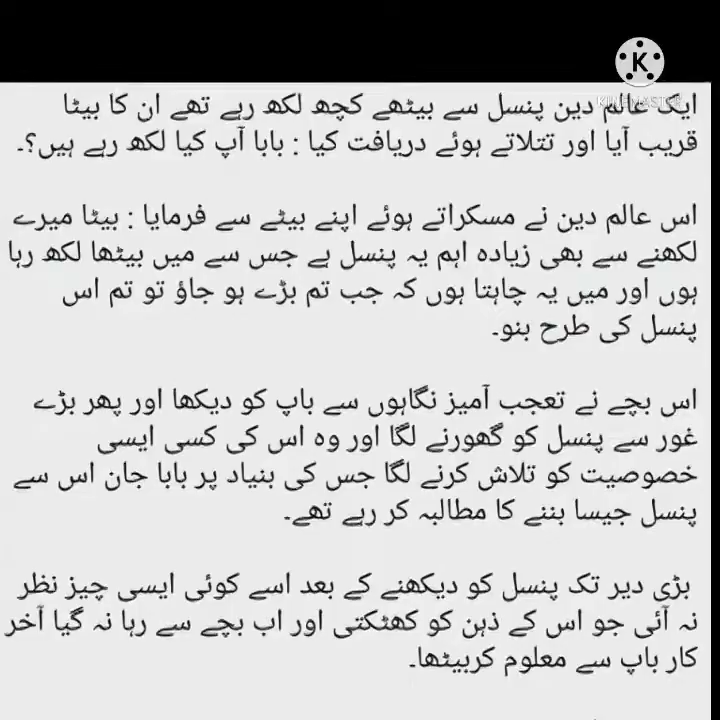 K
KINEMASTER
ایک عالم دین پنسل سے بیٹھے کچھ لکھ رہے تھے ان کا بیٹا
قریب آیا اور تتلاتے ہوئے دریافت کیا : بابا آپ کیا لکھ رہے ہیں؟۔
اس عالم دین نے مسکراتے ہوئے اپنے بیٹے سے فرمایا : بیٹا میرے
لکھنے سے بھی زیادہ اہم یہ پنسل ہے جس سے میں بیٹھا لکھ رہا
ہوں اور میں یہ چاہتا ہوں کہ جب تم بڑے ہو جاؤ تو تم اس
پنسل کی طرح بنو۔
اس بچے نے تعجب آمیز نگاہوں سے باپ کو دیکھا اور پھر بڑے
غور سے پنسل کو گھورنے لگا اور وہ اس کی کسی ایسی
خصوصیت کو تلاش کرنے لگا جس کی بنیاد پر بابا جان اس سے
پنسل جیسا بننے کا مطالبہ کر رہے تھے۔
بڑی دیر تک پنسل کو دیکھنے کے بعد اسے کوئی ایسی چیز نظر
نہ آئی جو اس کے ذہن کو کھٹکتی اور اب بچے سے رہا نہ گیا آخر
کار باپ سے معلوم کربیٹھا۔